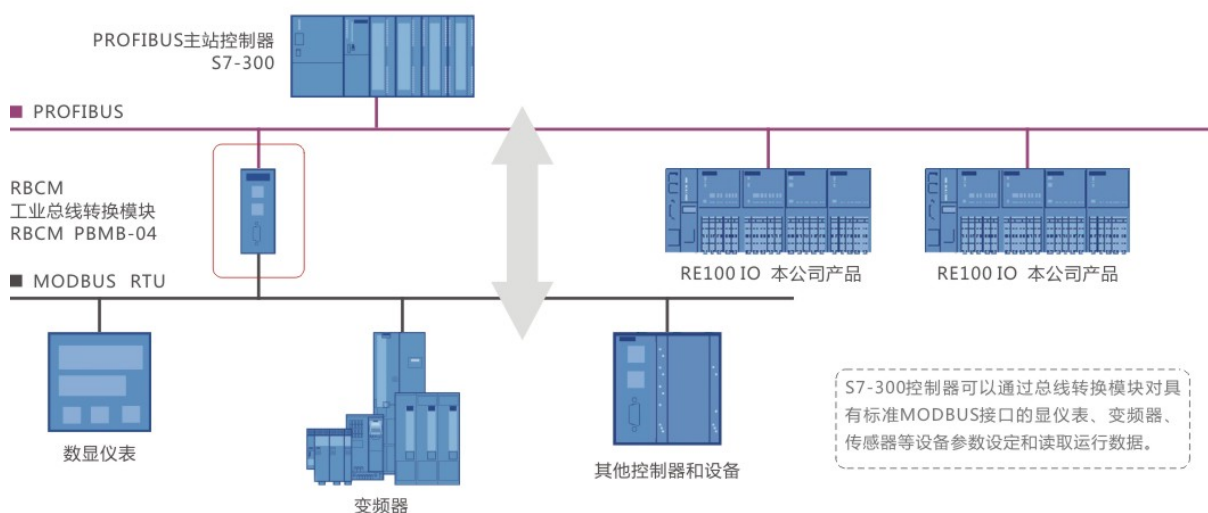 PROFIBUS主站控制器
S7-300
PROFIBUS
RBCM
工业总线转换模块
RBCM PBMB-04
RE100 IO 本公司产品
RE100 IO 本公司产品
MODBUS RTU
数显仪表
变频器
其他控制器和设备
S7-300控制器可以通过总线转换模块对具
有标准MODBUS接口的显仪表、变频器、
传感器等设备参数设定和读取运行数据。